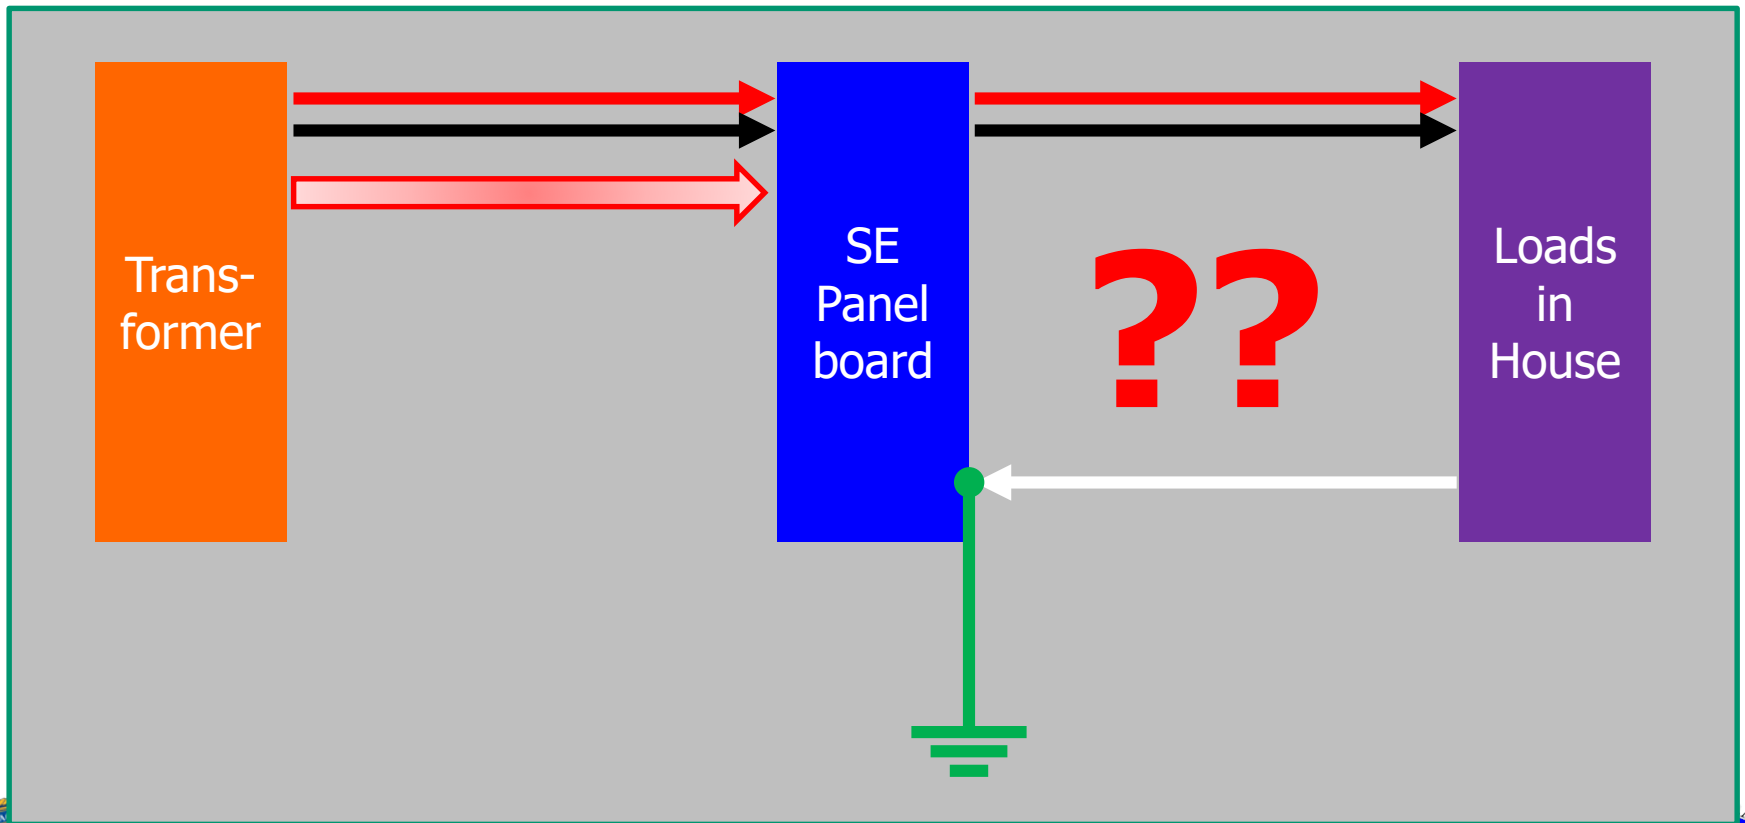 Trans-
former
SE
Panel
board
??
Loads
in
House